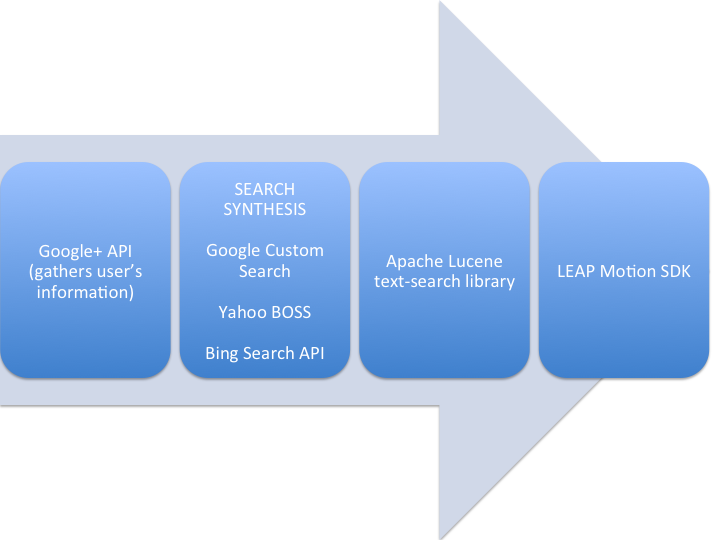 Google+ API
(gathers user’s
information)
SEARCH
SYNTHESIS
Google Custom
Search
Yahoo BOSS
Bing Search API
Apache Lucene
text-search library
LEAP Motion SDK